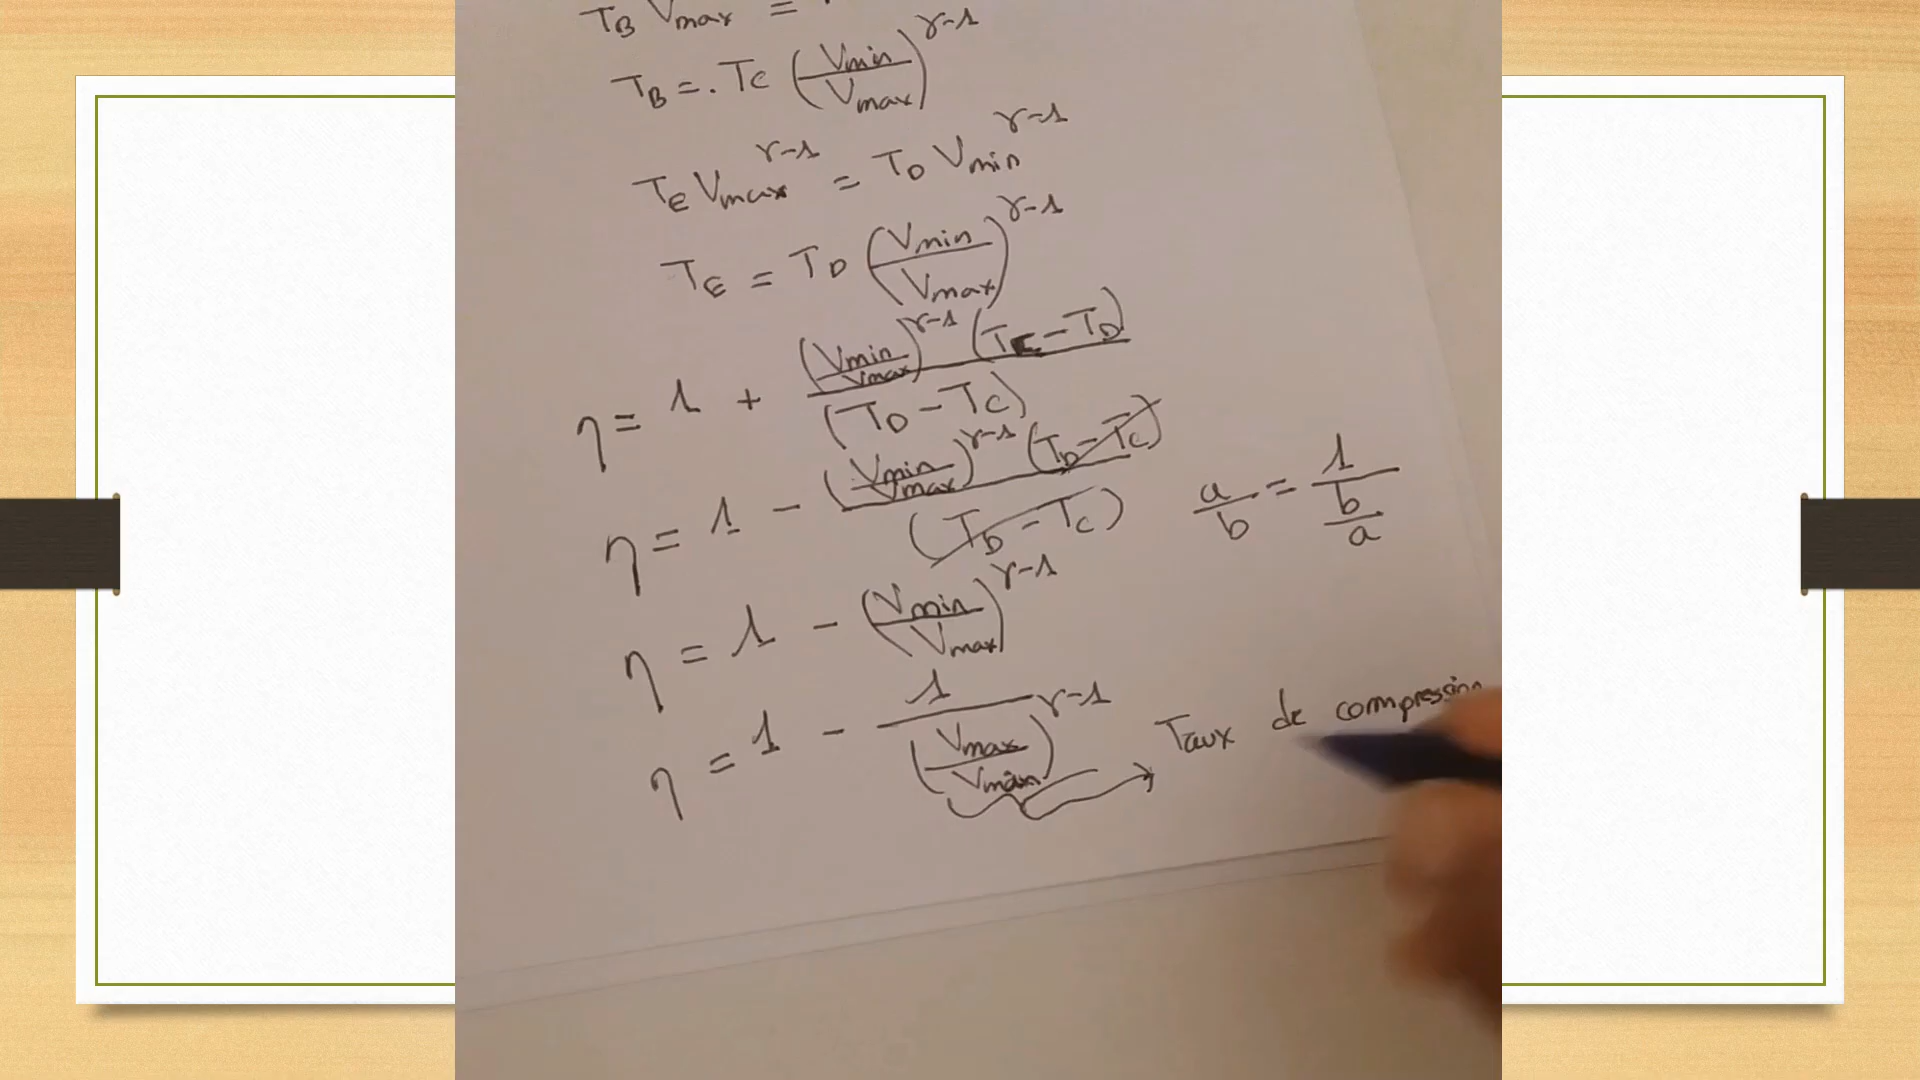 T_B V_max =
T_B = . T_C (V_min / V_max)^(γ-1)
T_E V_max^(γ-1) = T_D V_min^(γ-1)
T_E = T_D (V_min / V_max)^(γ-1)
η = 1 + (V_min / V_max)^(γ-1) (T_C - T_D) / (T_D - T_C)
η = 1 - (V_min / V_max)^(γ-1) (T_D - T_C) / (T_D - T_C)
a/b = 1/(b/a)
η = 1 - (V_min / V_max)^(γ-1)
η = 1 - 1 / (V_max / V_min)^(γ-1)
Taux de compression